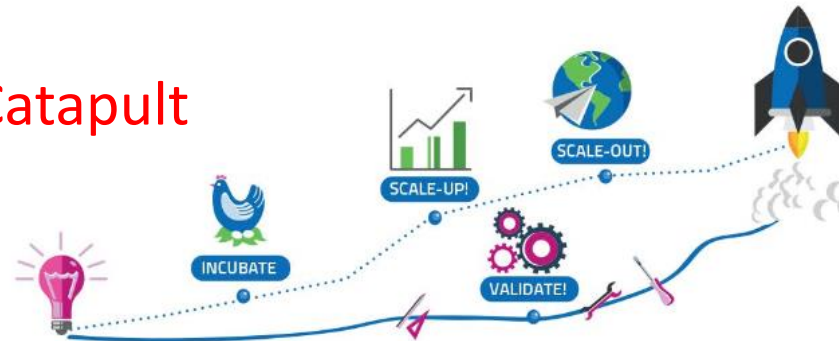 Catapult
SCALE-OUT!
SCALE-UP!
INCUBATE
VALIDATE!